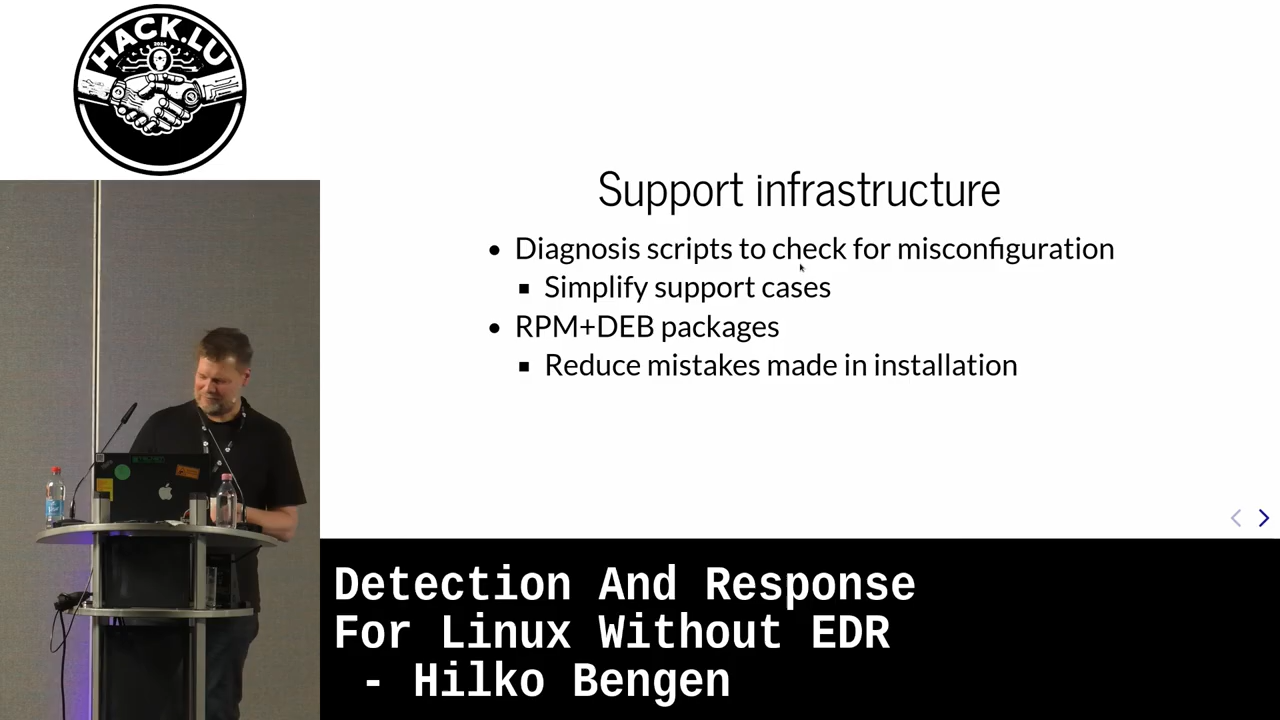 HACK.LU
2024
Support infrastructure
Diagnosis scripts to check for misconfiguration
Simplify support cases
RPM+DEB packages
Reduce mistakes made in installation
Detection And Response
For Linux Without EDR
- Hilko Bengen